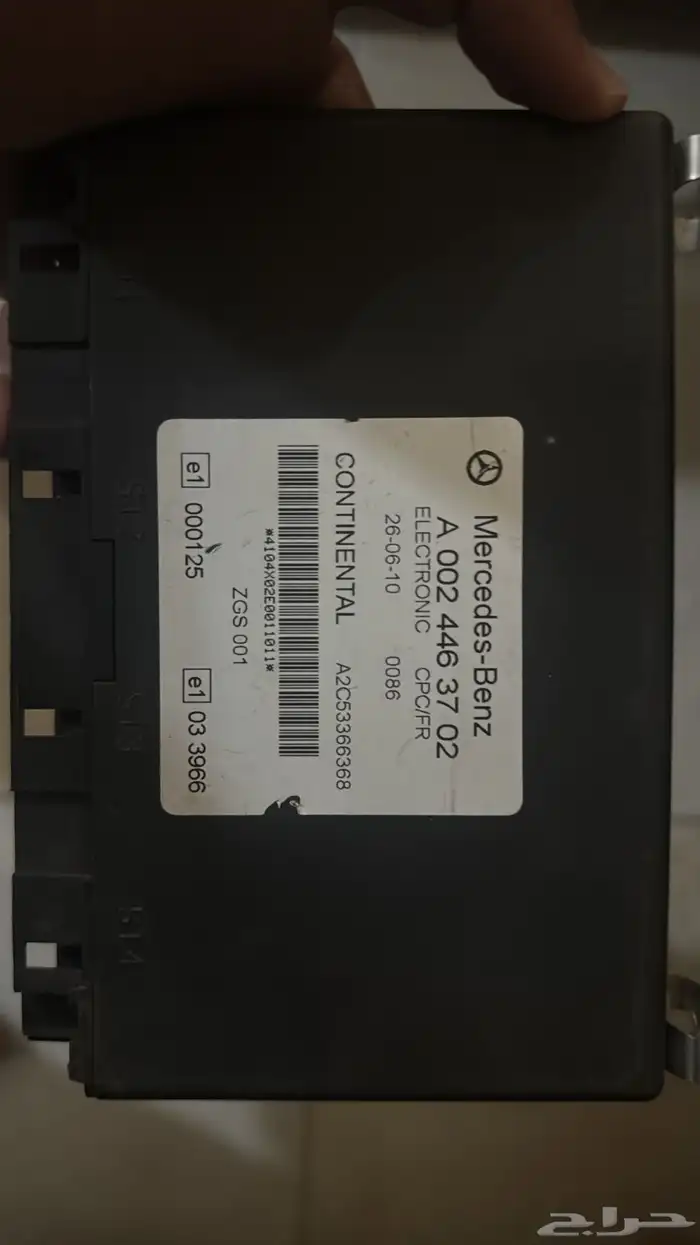 Mercedes-Benz
A 002 446 37 02
ELECTRONIC CPC/FR
26-06-10 0086
CONTINENTAL A2C53366368
*4104X02E0011011*
ZGS 001
e1 000125 e1 03 3966
514
حراج